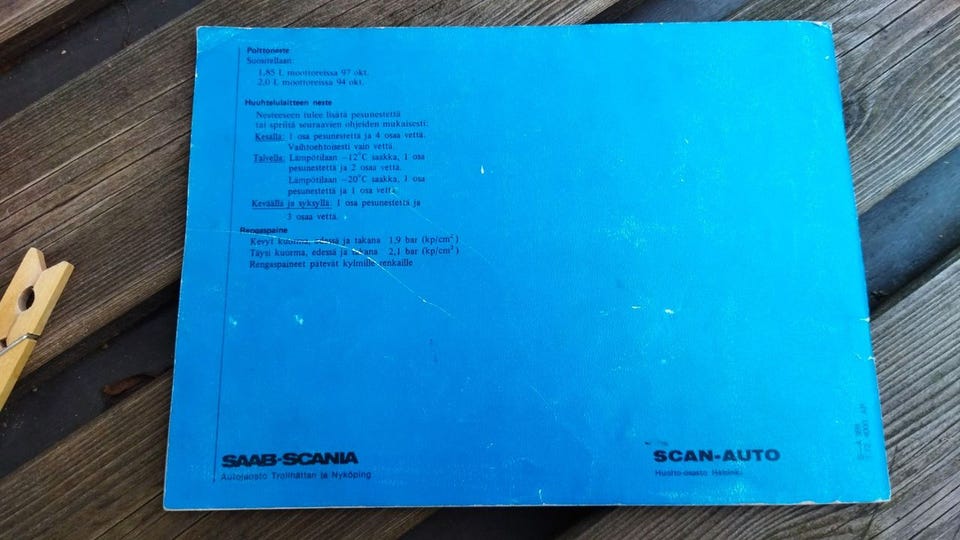 Polttoneste
Suositellaan:
1,85 L moottoreissa 97 okt.
2,0 L moottoreissa 94 okt.
Huuhtelulaitteen neste
Nesteeseen tulee lisätä pesunestettä
tai spriitä seuraavien ohjeiden mukaisesti:
Kesällä: 1 osa pesunestettä ja 4 osaa vettä.
Vaihtoehtoisesti vain vettä.
Talvella: Lämpötilaan −12°C saakka, 1 osa
pesunestettä ja 2 osaa vettä.
Lämpötilaan −20°C saakka, 1 osa
pesunestettä ja 1 osa vettä.
Keväällä ja syksyllä: 1 osa pesunestettä ja
3 osaa vettä.
Rengaspaine
Kevyt kuorma, edessä ja takana 1,9 bar (kp/cm²)
Täysi kuorma, edessä ja takana 2,1 bar (kp/cm²)
Rengaspaineet pätevät kylmille renkaille
SAAB-SCANIA
Autojaosto Trollhättan ja Nyköping
SCAN-AUTO
Huolto-osasto Helsinki